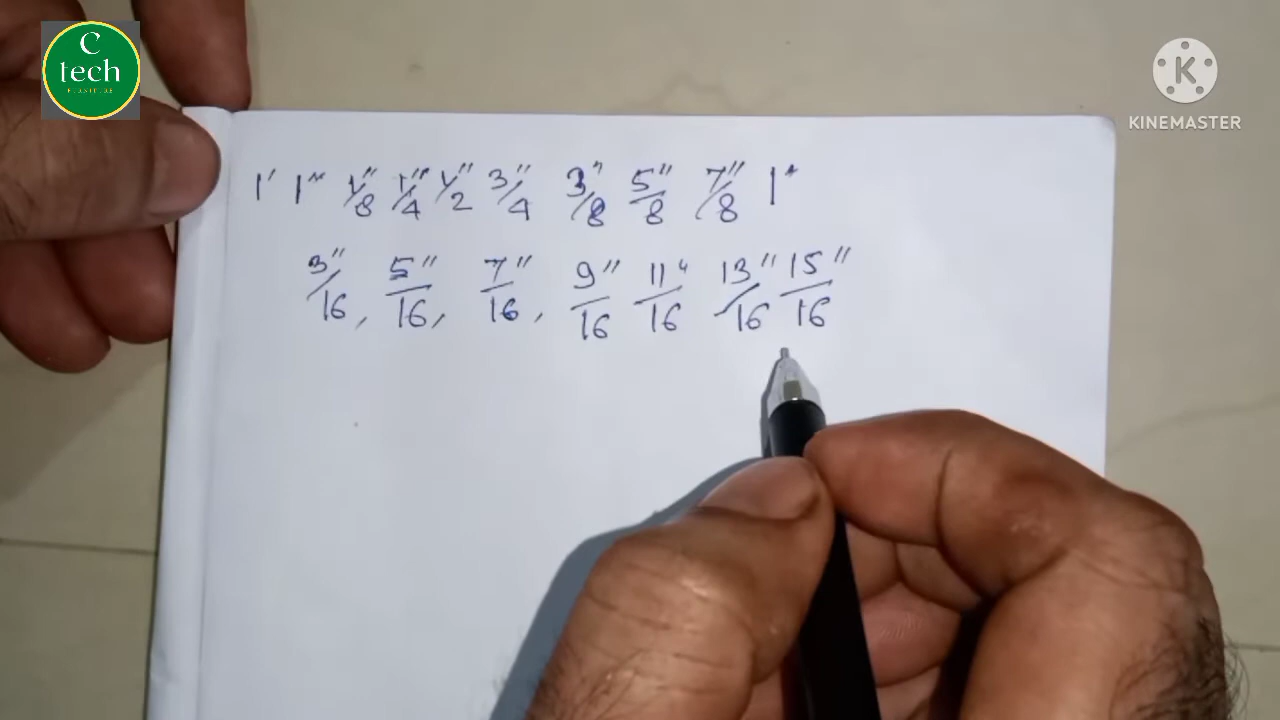 C
tech
FURNITURE
K
KINEMASTER
1' 1" 1/8" 1/4" 1/2" 3/4" 3/8" 5/8" 7/8" 1"
3/16", 5/16", 7/16", 9/16" 11/16" 13/16" 15/16"